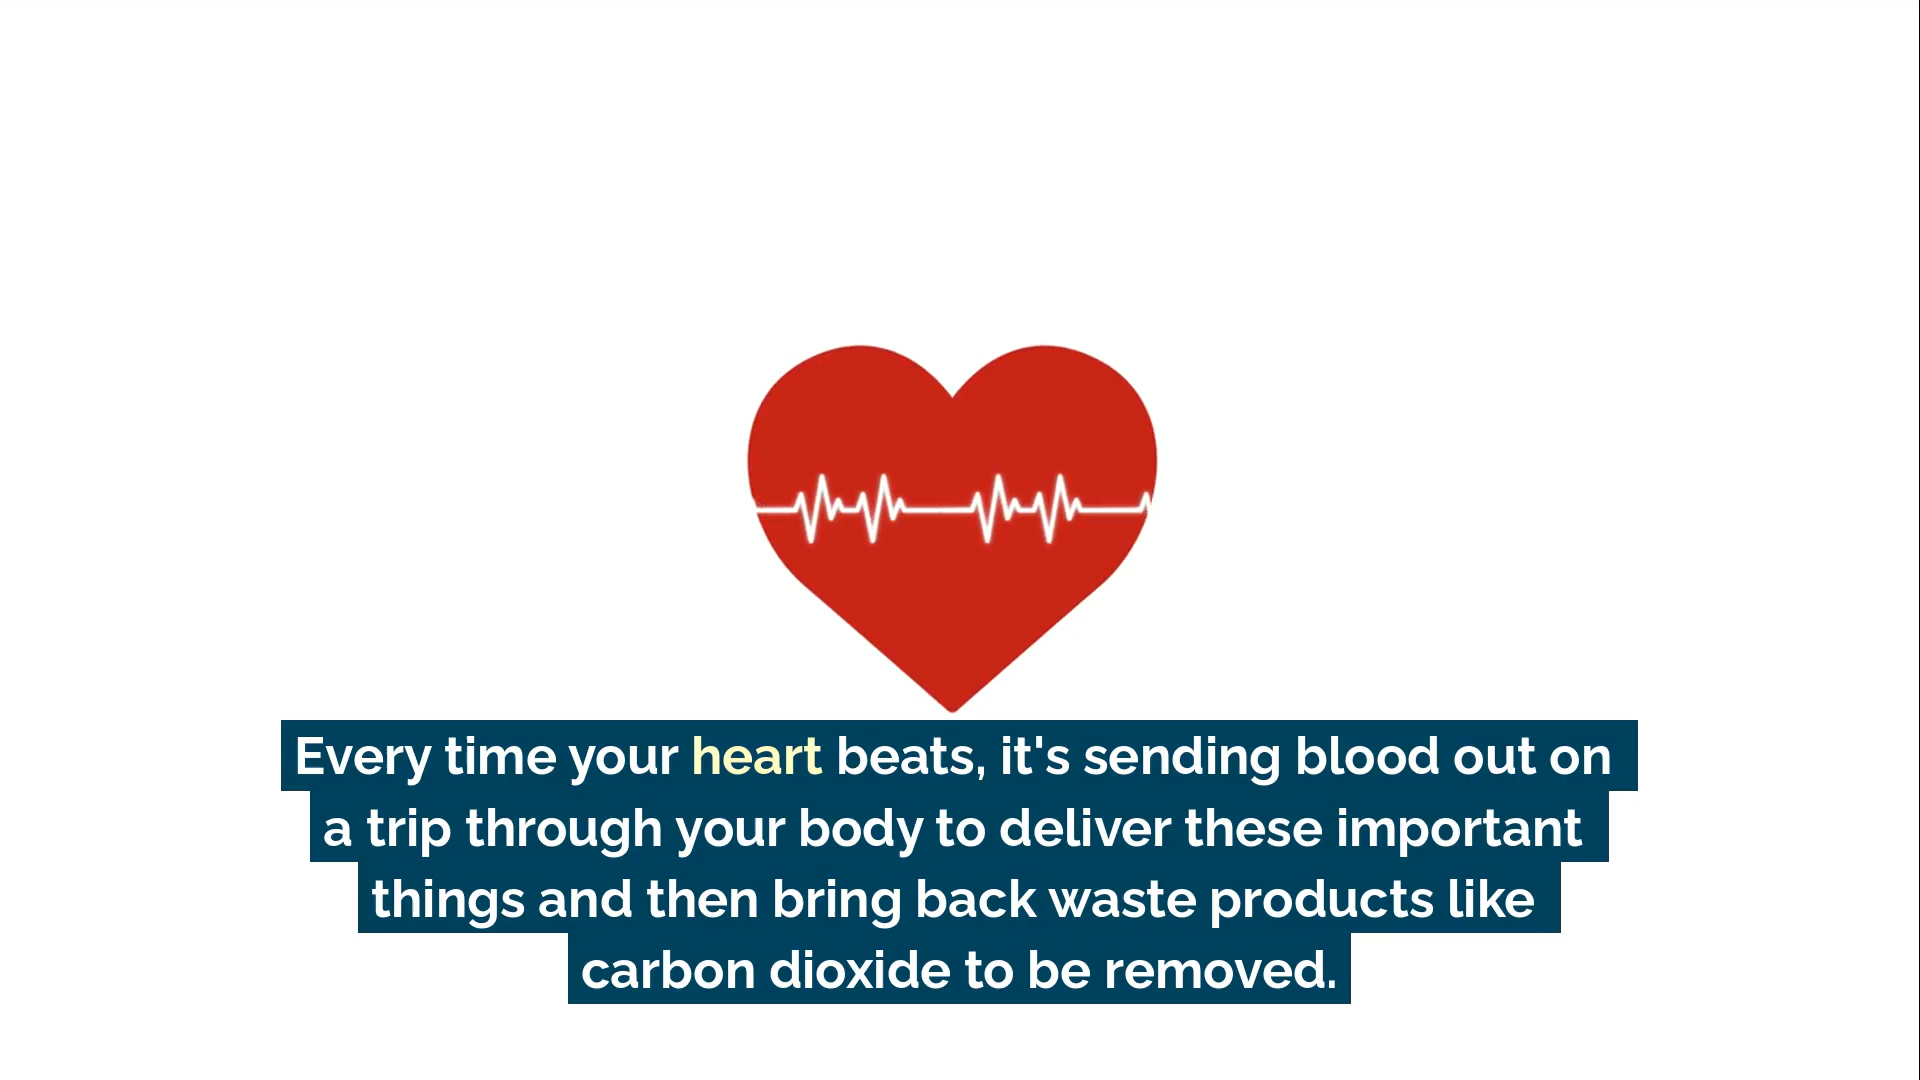 Every time your heart beats, it's sending blood out on
a trip through your body to deliver these important
things and then bring back waste products like
carbon dioxide to be removed.